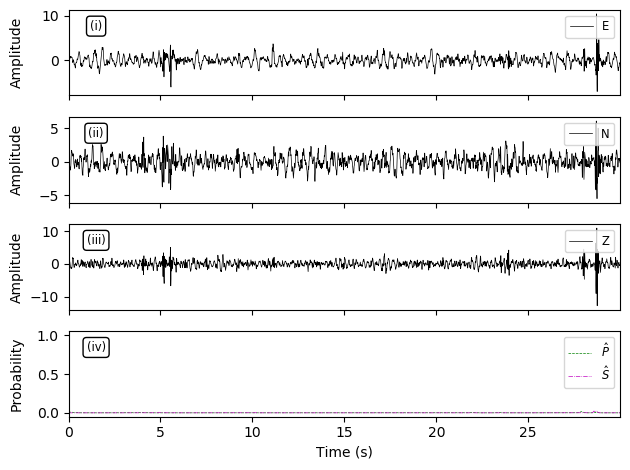 Amplitude
10
0
(i)
E
Amplitude
5
0
−5
(ii)
N
Amplitude
10
0
−10
(iii)
Z
Probability
1.0
0.5
0.0
(iv)
P̂
Ŝ
0 5 10 15 20 25
Time (s)